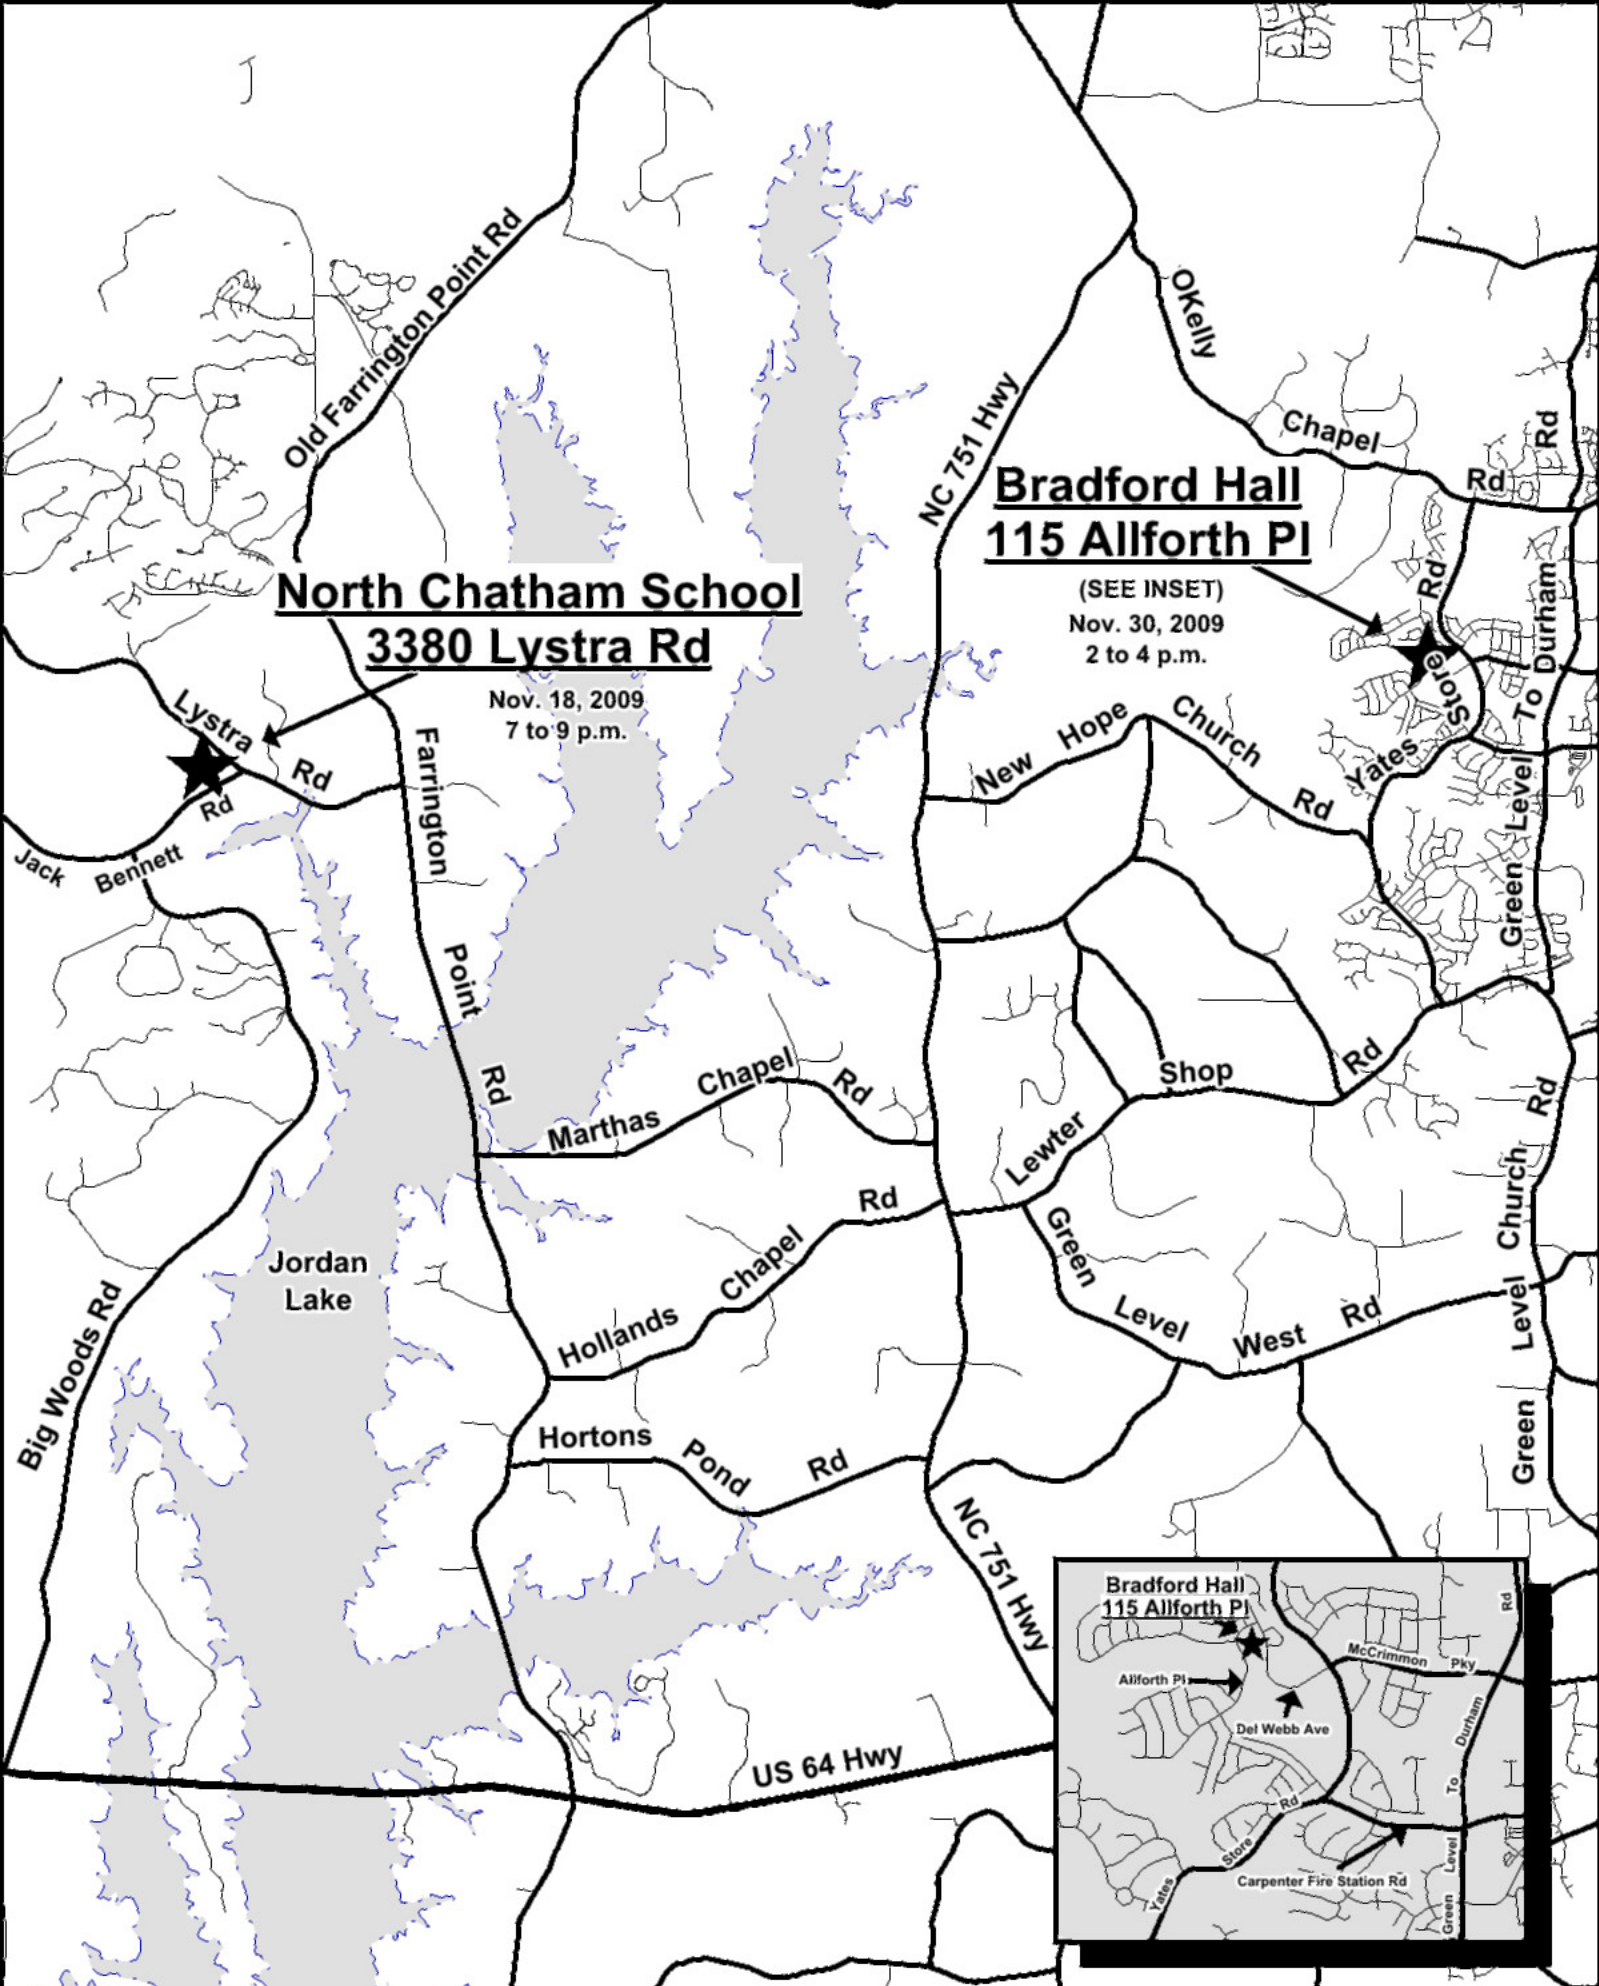 Old Farrington Point Rd
OKelly
Chapel
Rd
NC 751 Hwy
Rd
Bradford Hall
115 Allforth Pl
(SEE INSET)
Nov. 30, 2009
2 to 4 p.m.
North Chatham School
3380 Lystra Rd
Nov. 18, 2009
7 to 9 p.m.
Rd
Store
Yates
Durham
To
Level
Green
Lystra
Rd
Rd
Jack
Bennett
Farrington
Point
Rd
New
Hope
Church
Rd
Marthas
Chapel
Rd
Shop
Rd
Lewter
Rd
Church
Level
Green
Jordan
Lake
Big Woods Rd
Hollands
Chapel
Rd
Green
Level
West
Rd
Hortons
Pond
Rd
NC 751 Hwy
US 64 Hwy
Bradford Hall
115 Allforth Pl
Rd
McCrimmon
Pky
Allforth Pl
Del Webb Ave
Durham
To
Rd
Store
Yates
Level
Green
Carpenter Fire Station Rd